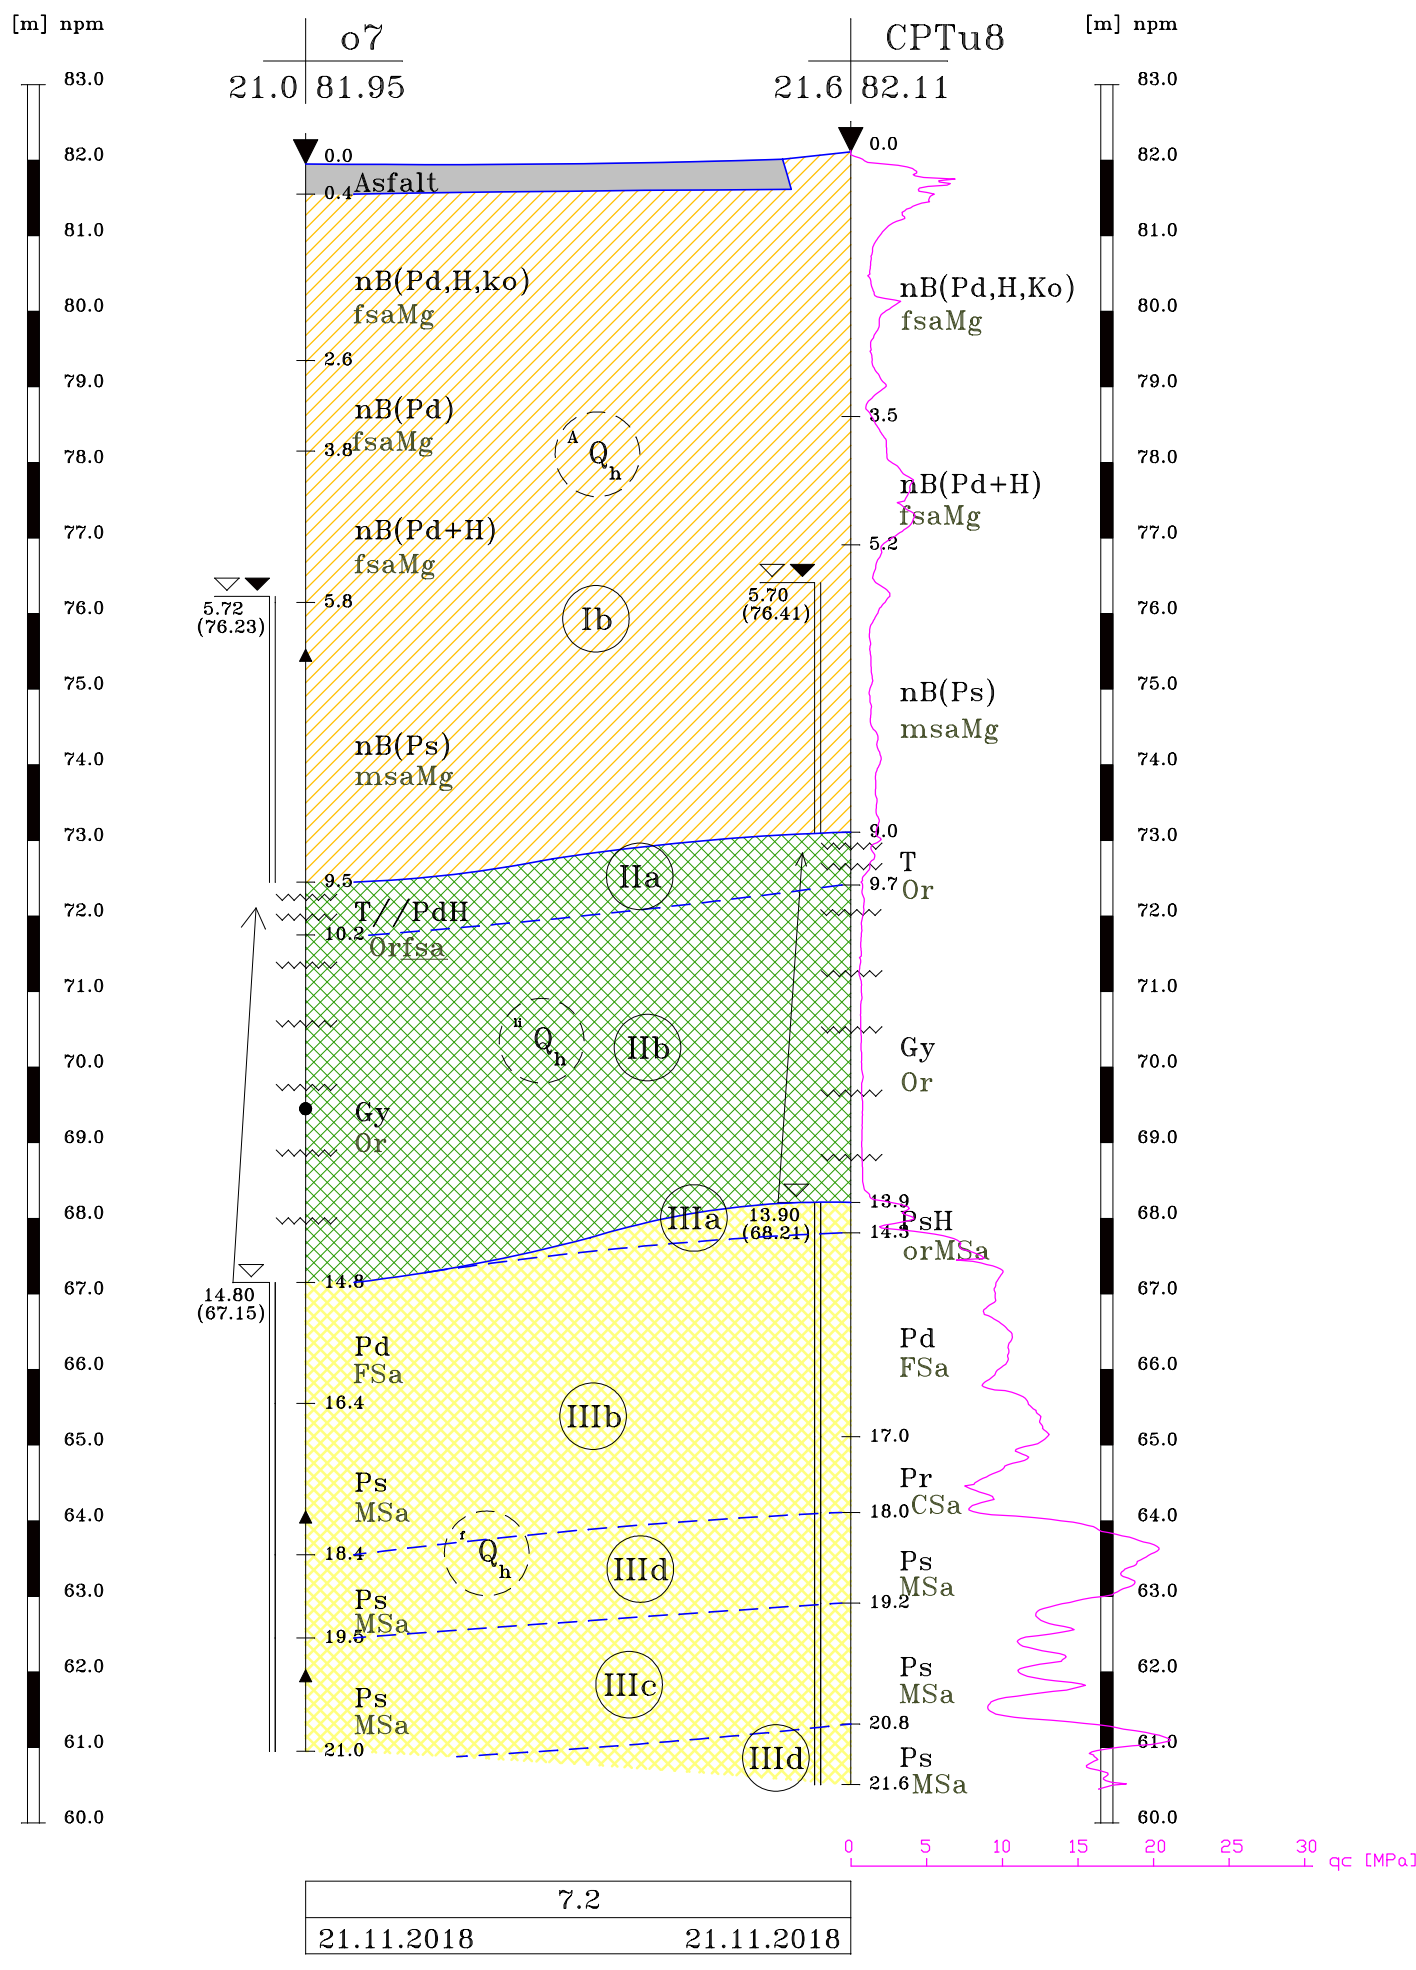 [m] npm
[m] npm
o7
21.0 81.95
CPTu8
21.6 82.11
83.0
82.0
81.0
80.0
79.0
78.0
77.0
76.0
75.0
74.0
73.0
72.0
71.0
70.0
69.0
68.0
67.0
66.0
65.0
64.0
63.0
62.0
61.0
60.0
0.0
Asfalt
0.4
nB(Pd,H,ko)
fsaMg
2.6
nB(Pd)
fsaMg
3.8
nB(Pd+H)
fsaMg
5.8
5.72
(76.23)
nB(Ps)
msaMg
9.5
T//PdH
10.2
Orfsa
Gy
Or
14.8
14.80
(67.15)
Pd
FSa
16.4
Ps
MSa
18.4
Ps
MSa
19.5
Ps
MSa
21.0
A Qh
Ib
IIa
li Qh
IIb
IIIa
IIIb
f Qh
IIId
IIIc
IIId
5.70
(76.41)
13.90
(68.21)
0.0
nB(Pd,H,Ko)
fsaMg
3.5
nB(Pd+H)
fsaMg
5.2
nB(Ps)
msaMg
9.0
T
9.7
Or
Gy
Or
13.9
PsH
14.3
orMSa
Pd
FSa
17.0
Pr
CSa
18.0
Ps
MSa
19.2
Ps
MSa
20.8
Ps
21.6 MSa
83.0
82.0
81.0
80.0
79.0
78.0
77.0
76.0
75.0
74.0
73.0
72.0
71.0
70.0
69.0
68.0
67.0
66.0
65.0
64.0
63.0
62.0
61.0
60.0
0 5 10 15 20 25 30
qc [MPa]
7.2
21.11.2018 21.11.2018